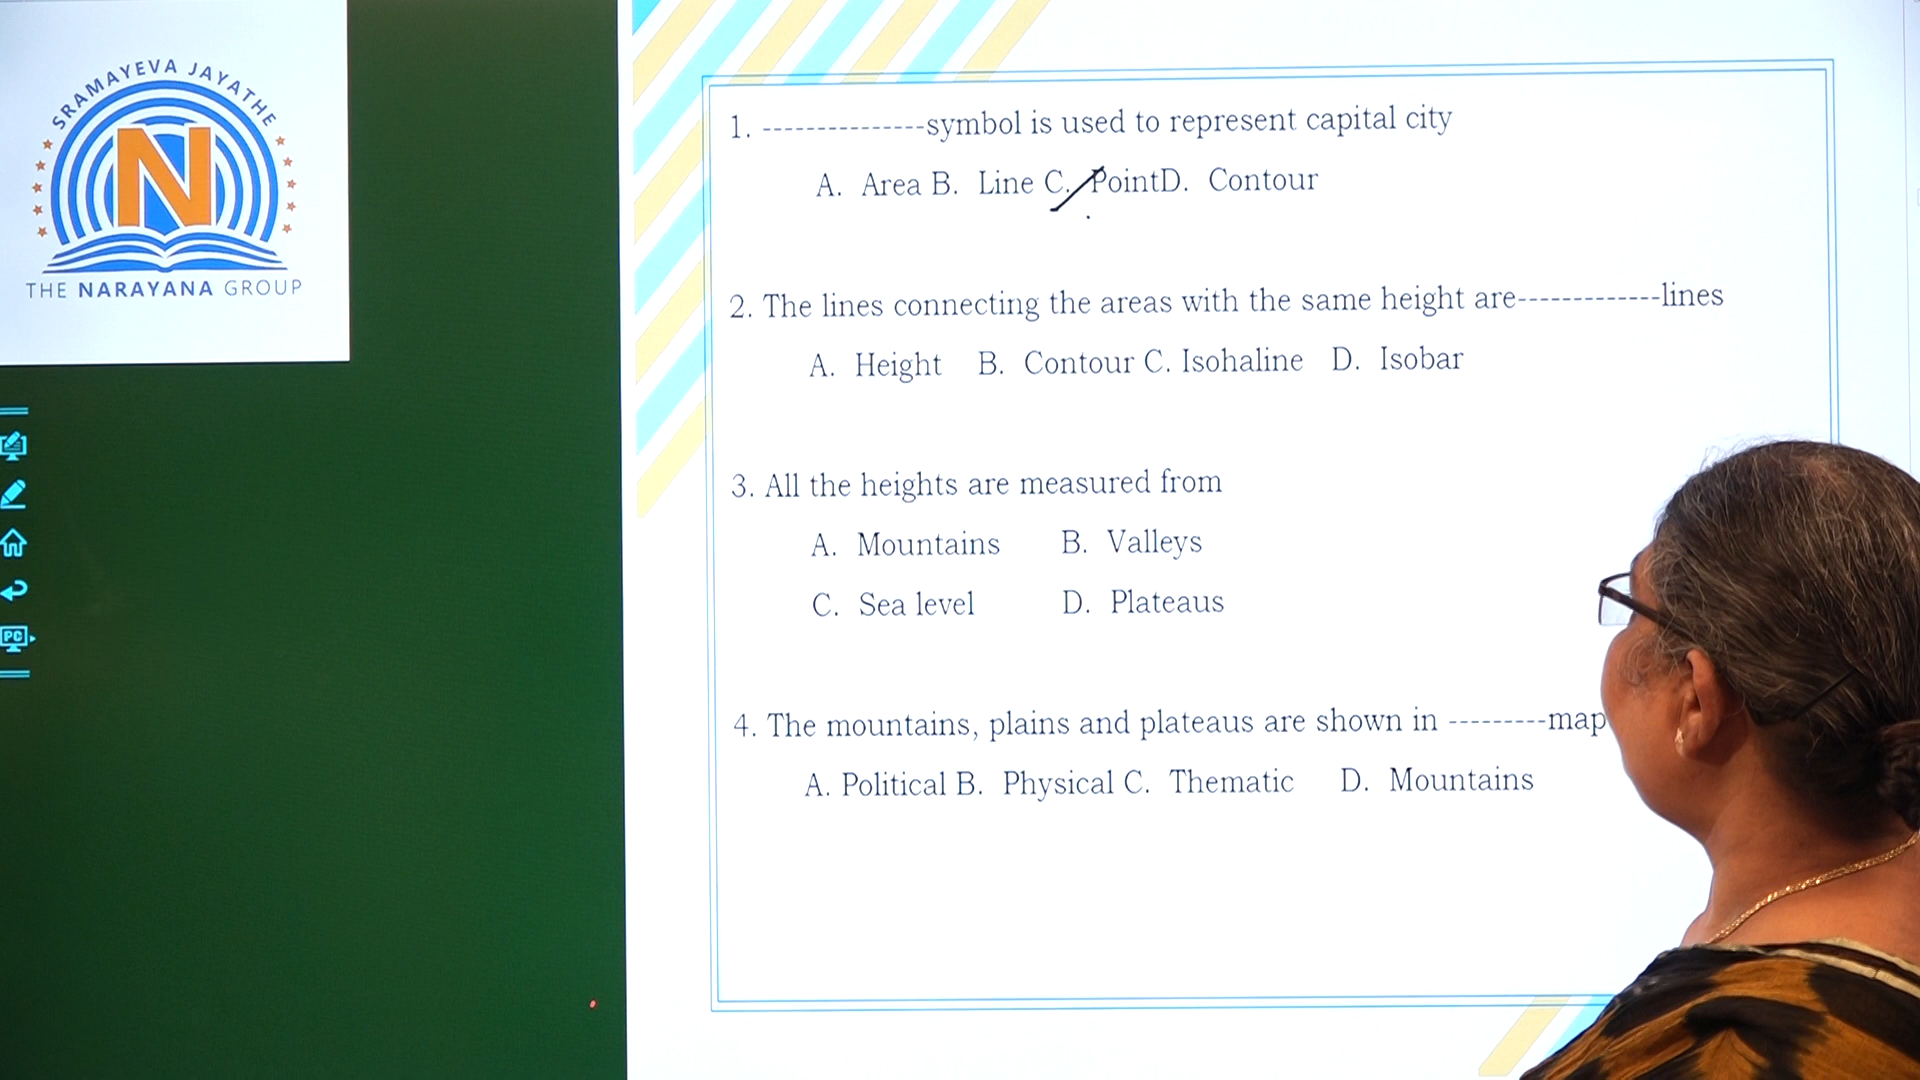 SRAMAYEVA JAYATHE
N
THE NARAYANA GROUP
PC
1. ---------------symbol is used to represent capital city
A. Area B. Line C. PointD. Contour
2. The lines connecting the areas with the same height are-------------lines
A. Height B. Contour C. Isohaline D. Isobar
3. All the heights are measured from
A. Mountains B. Valleys
C. Sea level D. Plateaus
4. The mountains, plains and plateaus are shown in ---------map
A. Political B. Physical C. Thematic D. Mountains